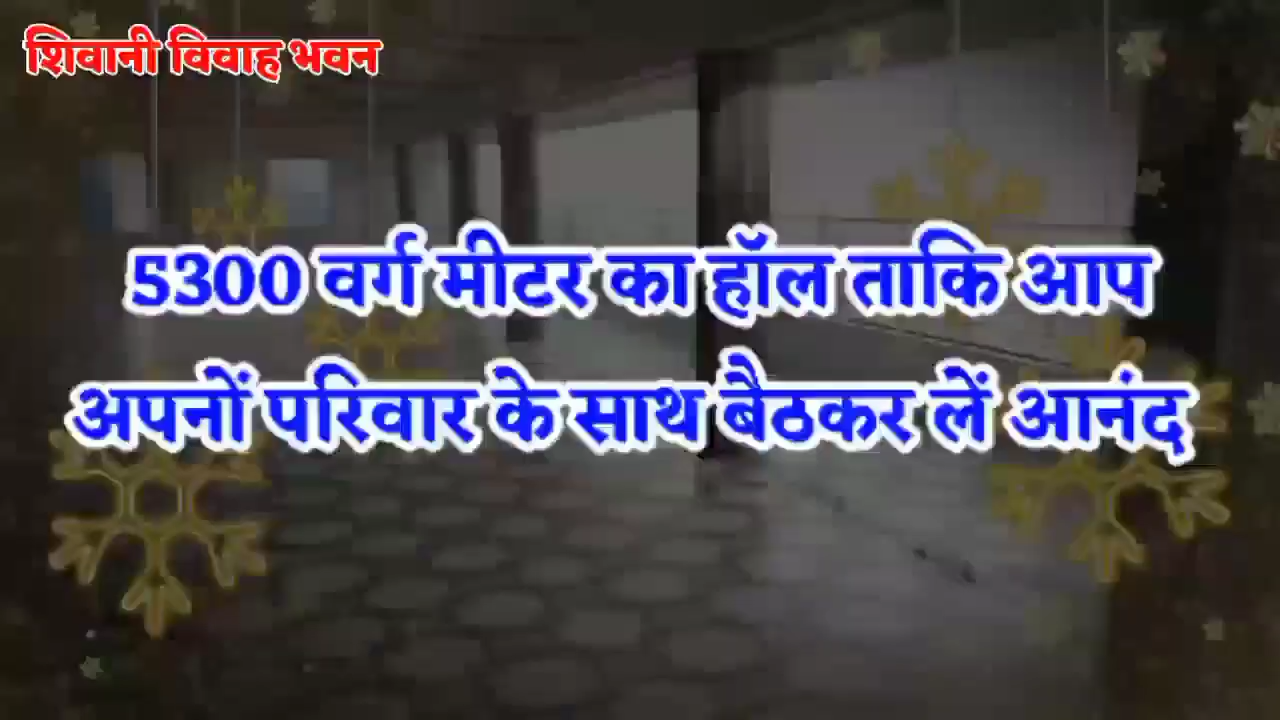 शिवानी विवाह भवन
5300 वर्ग मीटर का हॉल ताकि आप
अपनों परिवार के साथ बैठकर लें आनंद